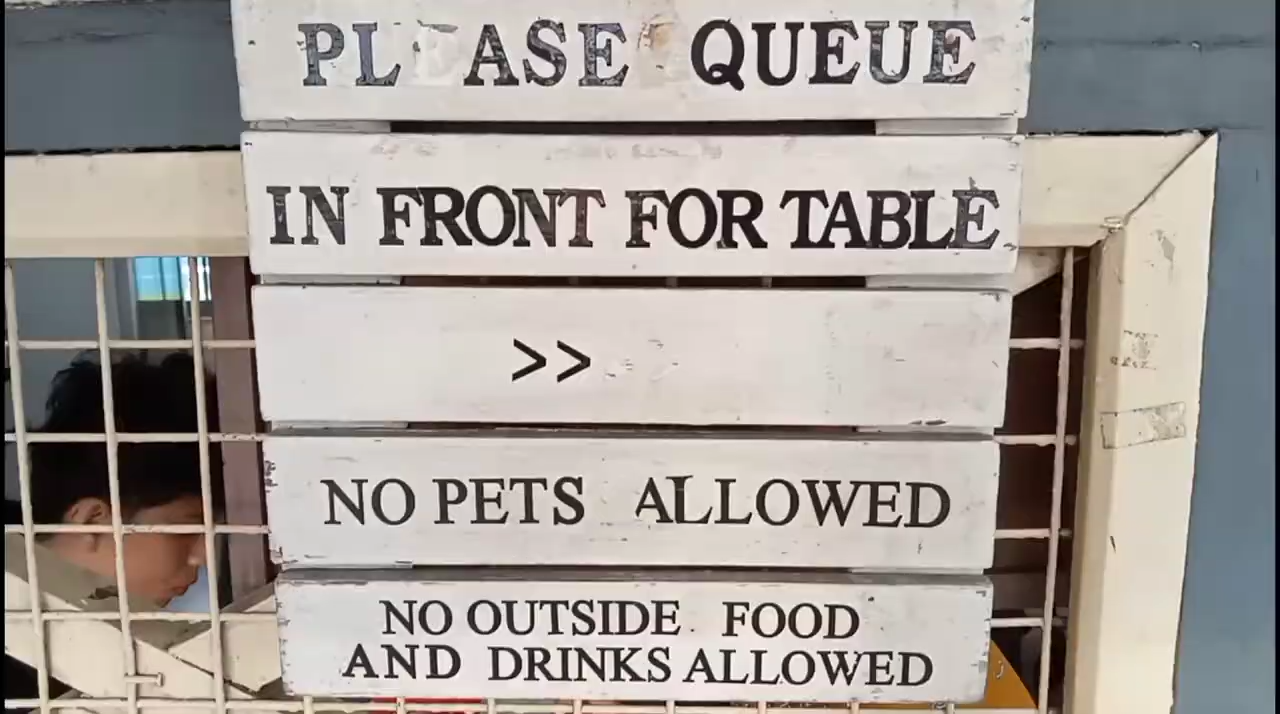 PLEASE QUEUE
IN FRONT FOR TABLE
>>
NO PETS ALLOWED
NO OUTSIDE FOOD
AND DRINKS ALLOWED